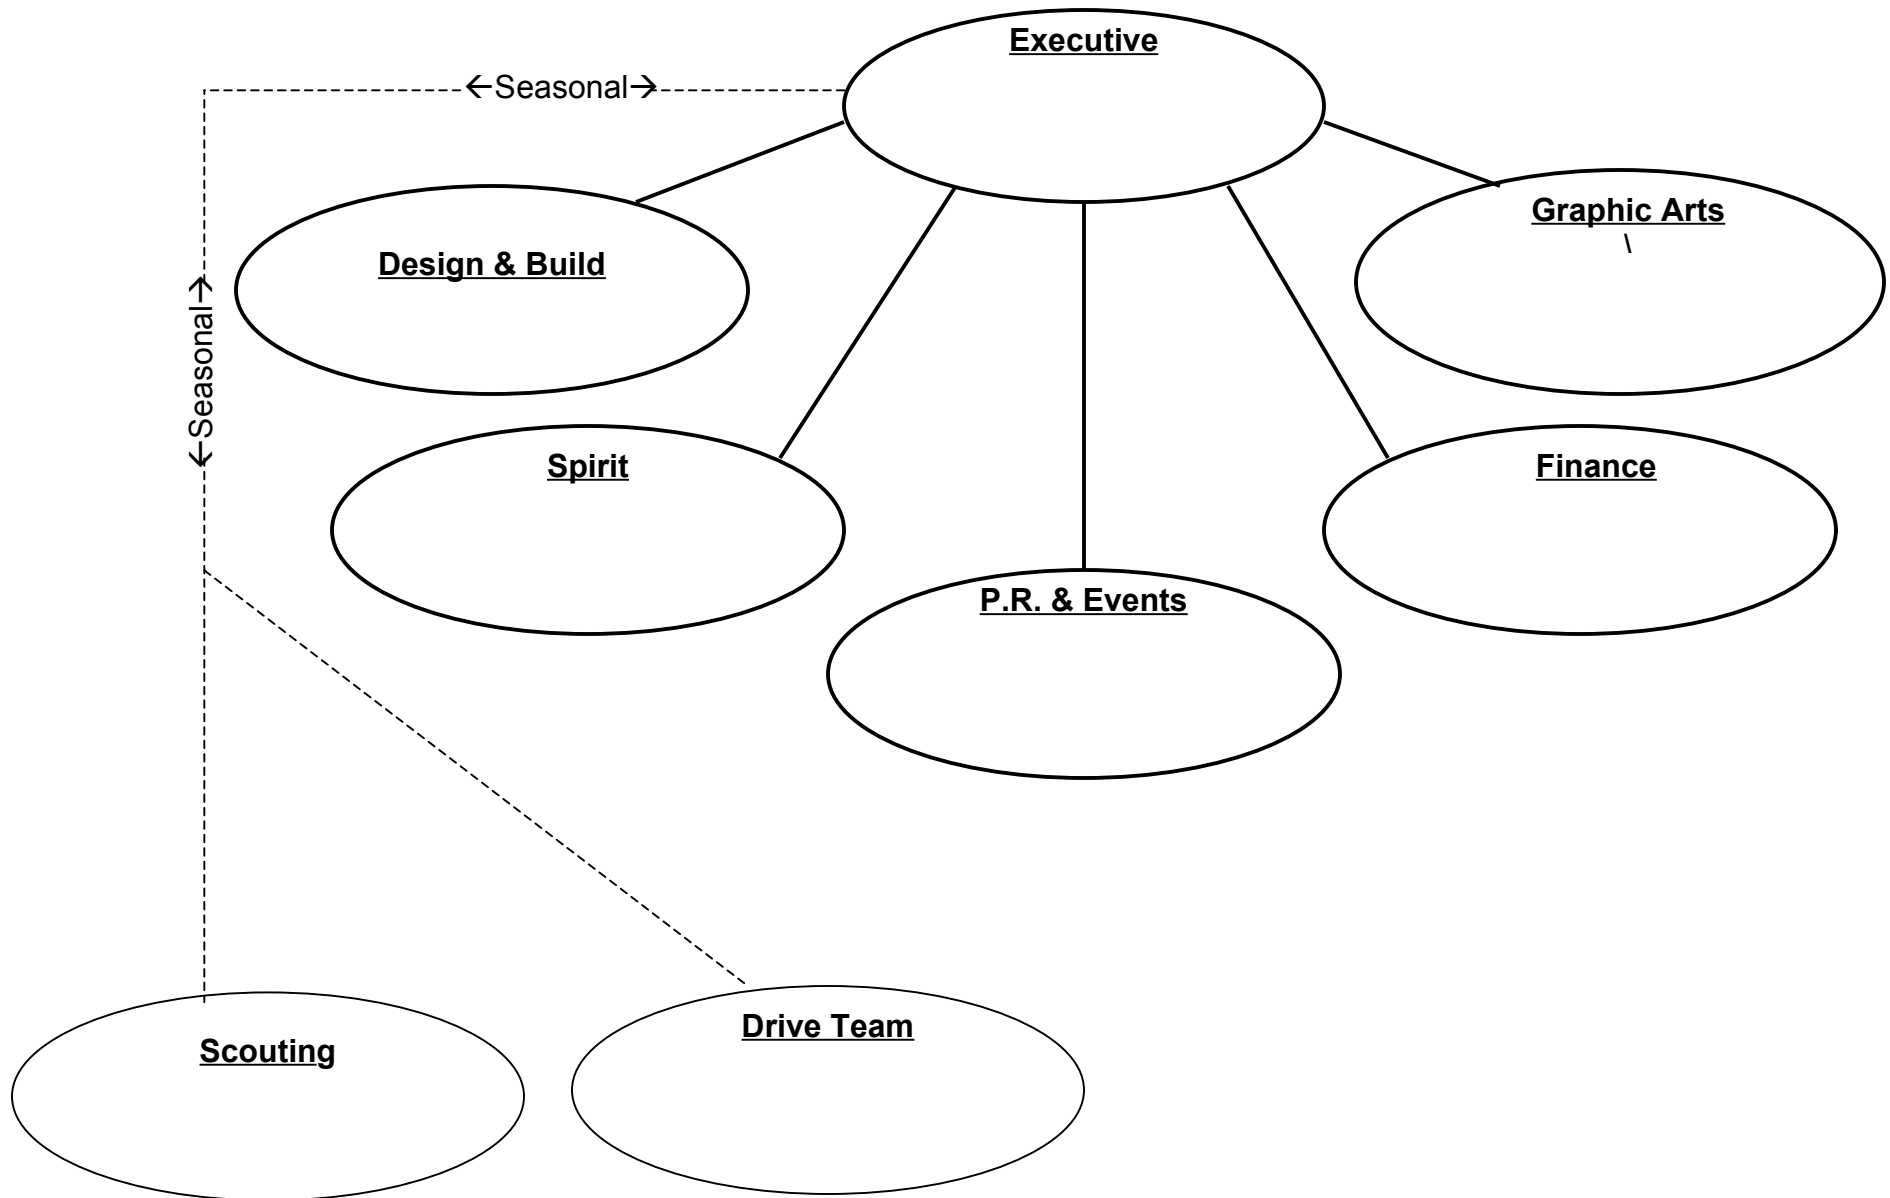 Executive
←Seasonal→
Graphic Arts
\
Design & Build
←Seasonal→
Spirit
Finance
P.R. & Events
Drive Team
Scouting